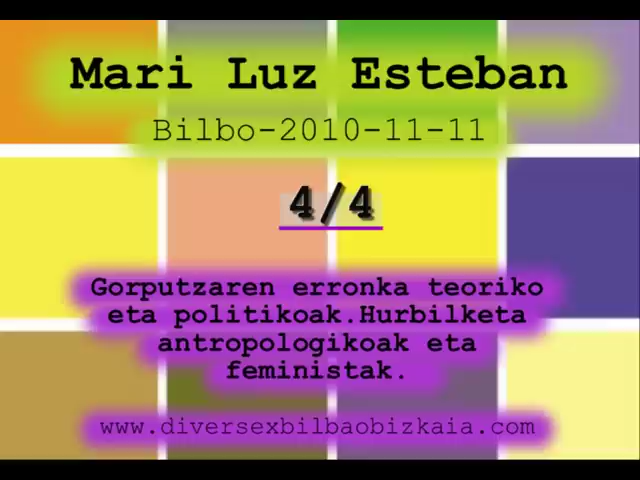 Mari Luz Esteban
Bilbo-2010-11-11
4/4
Gorputzaren erronka teoriko
eta politikoak.Hurbilketa
antropologikoak eta
feministak.
www.diversexbilbaobizkaia.com